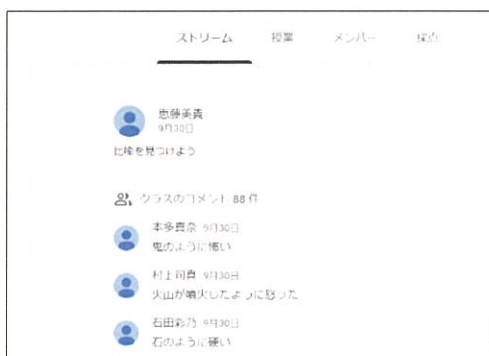 ストリーム 授業 メンバー 採点
恵藤美貴
9月30日
比喩を見つけよう
クラスのコメント 88 件
本多真奈 9月30日
鬼のように怖い
村上司真 9月30日
火山が噴火したように怒った
石田彩乃 9月30日
石のように硬い